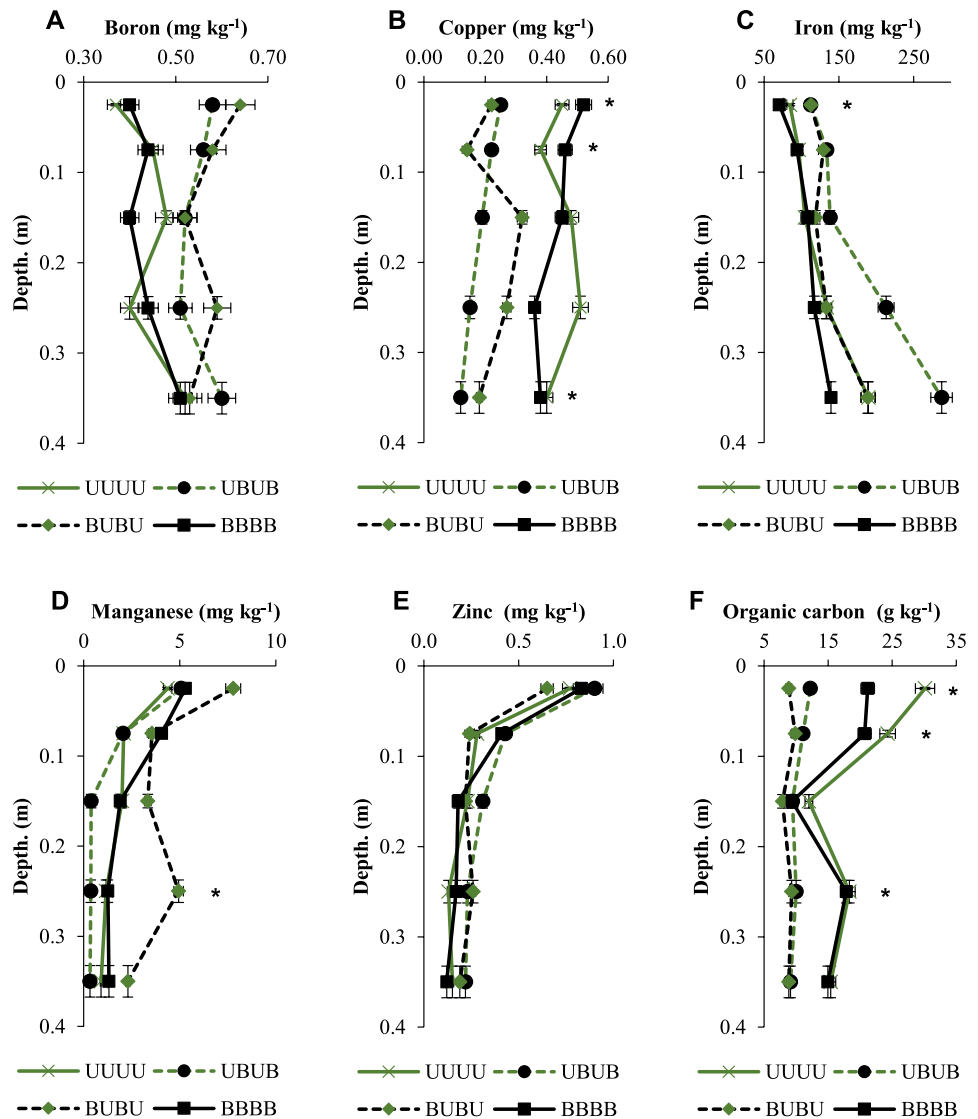 A Boron (mg kg⁻¹) B Copper (mg kg⁻¹) C Iron (mg kg⁻¹)
0.30 0.50 0.70 0.00 0.20 0.40 0.60 50 150 250
0 0 0
* * 
0.1 0.1 0.1
*
0.2 0.2 0.2
Depth. (m) Depth. (m) Depth. (m)
0.3 0.3 0.3
*
0.4 0.4 0.4
UUUU UBUB UUUU UBUB UUUU UBUB
BUBU BBBB BUBU BBBB BUBU BBBB
D Manganese (mg kg⁻¹) E Zinc (mg kg⁻¹) F Organic carbon (g kg⁻¹)
0 5 10 0.0 0.5 1.0 5 15 25 35
0 0 0
*
0.1 0.1 0.1
*
0.2 0.2 0.2
Depth. (m) Depth. (m) Depth. (m)
* *
0.3 0.3 0.3
0.4 0.4 0.4
UUUU UBUB UUUU UBUB UUUU UBUB
BUBU BBBB BUBU BBBB BUBU BBBB